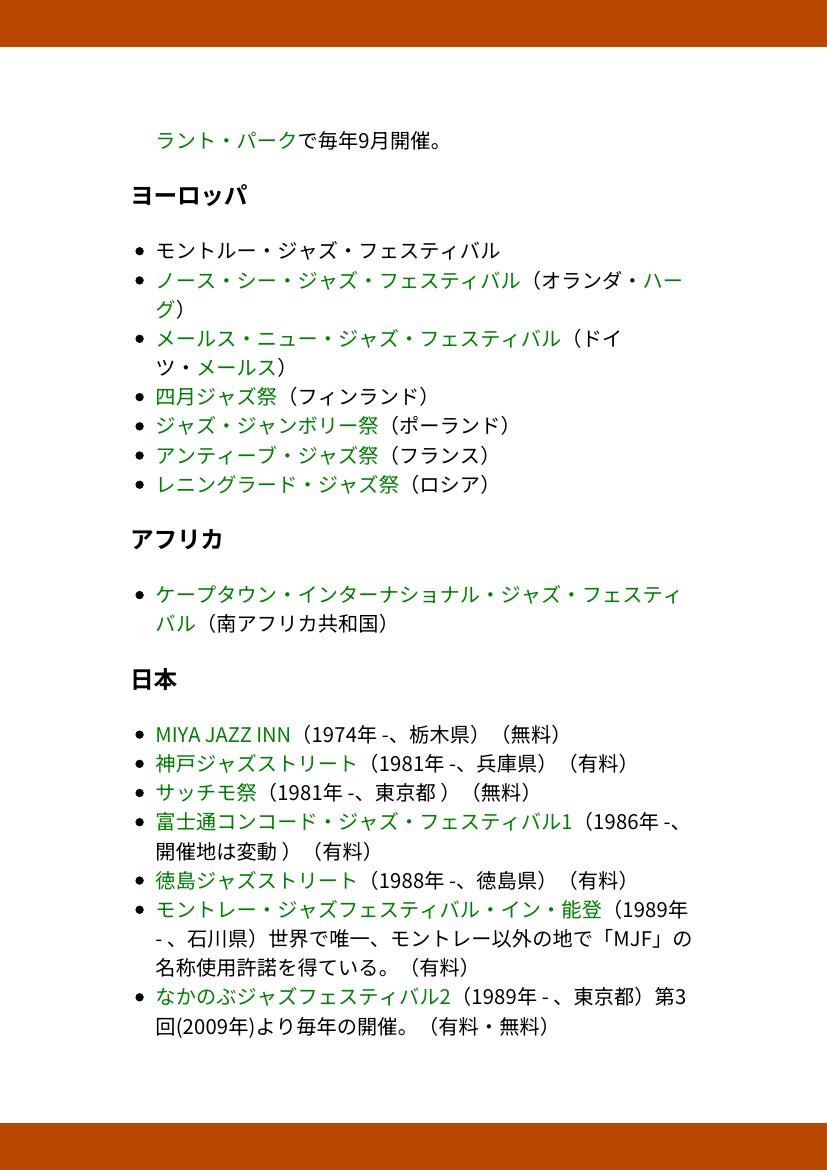 ラント・パークで毎年9月開催。
ヨーロッパ
• モントルー・ジャズ・フェスティバル
• ノース・シー・ジャズ・フェスティバル（オランダ・ハー
グ）
• メールス・ニュー・ジャズ・フェスティバル（ドイ
ツ・メールス）
• 四月ジャズ祭（フィンランド）
• ジャズ・ジャンボリー祭（ポーランド）
• アンティーブ・ジャズ祭（フランス）
• レニングラード・ジャズ祭（ロシア）
アフリカ
• ケープタウン・インターナショナル・ジャズ・フェスティ
バル（南アフリカ共和国）
日本
• MIYA JAZZ INN（1974年 -、栃木県）（無料）
• 神戸ジャズストリート（1981年 -、兵庫県）（有料）
• サッチモ祭（1981年 -、東京都 ）（無料）
• 富士通コンコード・ジャズ・フェスティバル1（1986年 -、
開催地は変動 ）（有料）
• 徳島ジャズストリート（1988年 -、徳島県）（有料）
• モントレー・ジャズフェスティバル・イン・能登（1989年
- 、石川県）世界で唯一、モントレー以外の地で「MJF」の
名称使用許諾を得ている。（有料）
• なかのぶジャズフェスティバル2（1989年 - 、東京都）第3
回(2009年)より毎年の開催。（有料・無料）